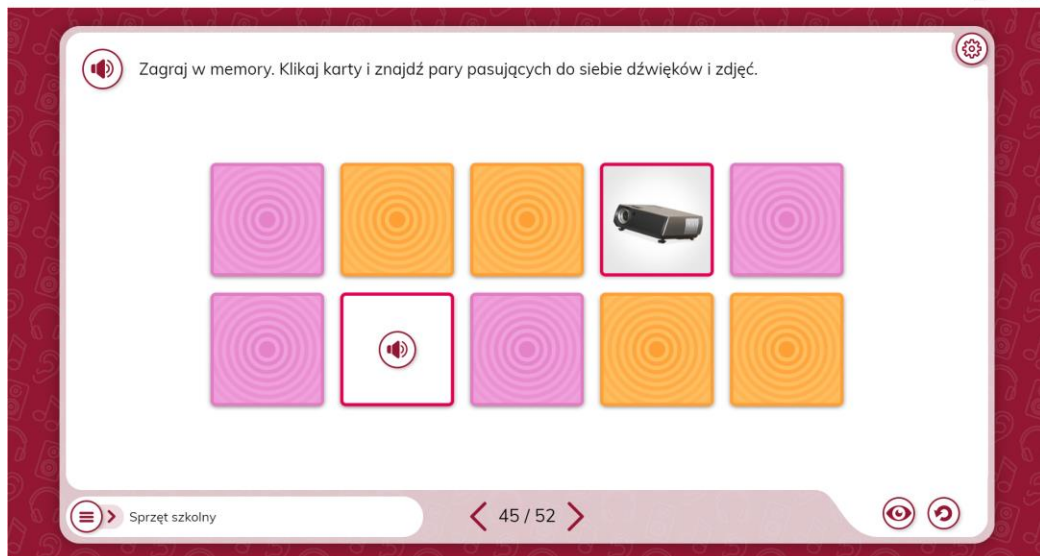 Zagraj w memory. Klikaj karty i znajdź pary pasujących do siebie dźwięków i zdjęć.
Sprzęt szkolny
45 / 52